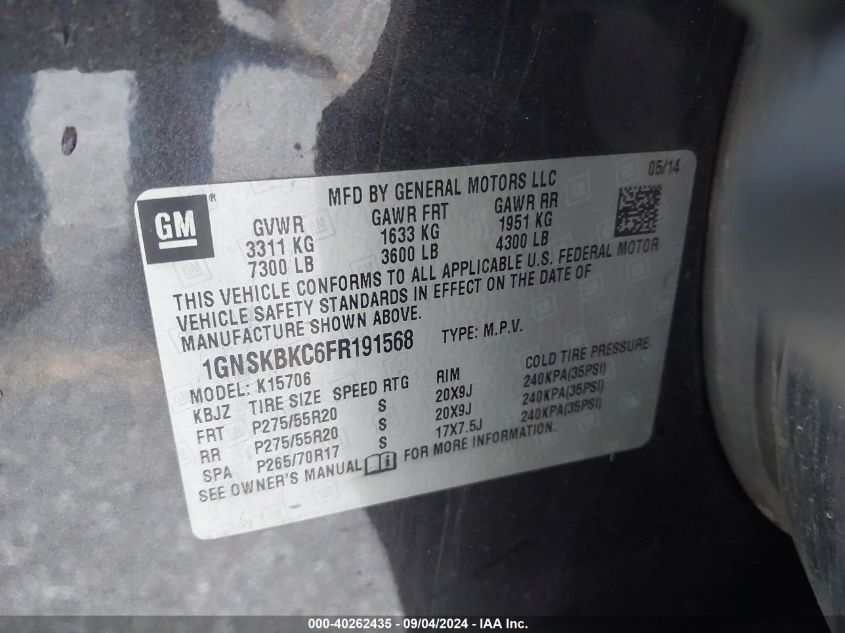 05/14
MFD BY GENERAL MOTORS LLC
GM®
GVWR GAWR FRT GAWR RR
3311 KG 1633 KG 1951 KG
7300 LB 3600 LB 4300 LB
THIS VEHICLE CONFORMS TO ALL APPLICABLE U.S. FEDERAL MOTOR
VEHICLE SAFETY STANDARDS IN EFFECT ON THE DATE OF
MANUFACTURE SHOWN ABOVE.
1GNSKBKC6FR191568 TYPE: M.P.V.
MODEL: K15706
KBJZ TIRE SIZE SPEED RTG RIM COLD TIRE PRESSURE
FRT P275/55R20 S 20X9J 240KPA(35PSI)
RR P275/55R20 S 20X9J 240KPA(35PSI)
SPA P265/70R17 S 17X7.5J 240KPA(35PSI)
SEE OWNER'S MANUAL FOR MORE INFORMATION.
000-40262435 - 09/04/2024 - IAA Inc.